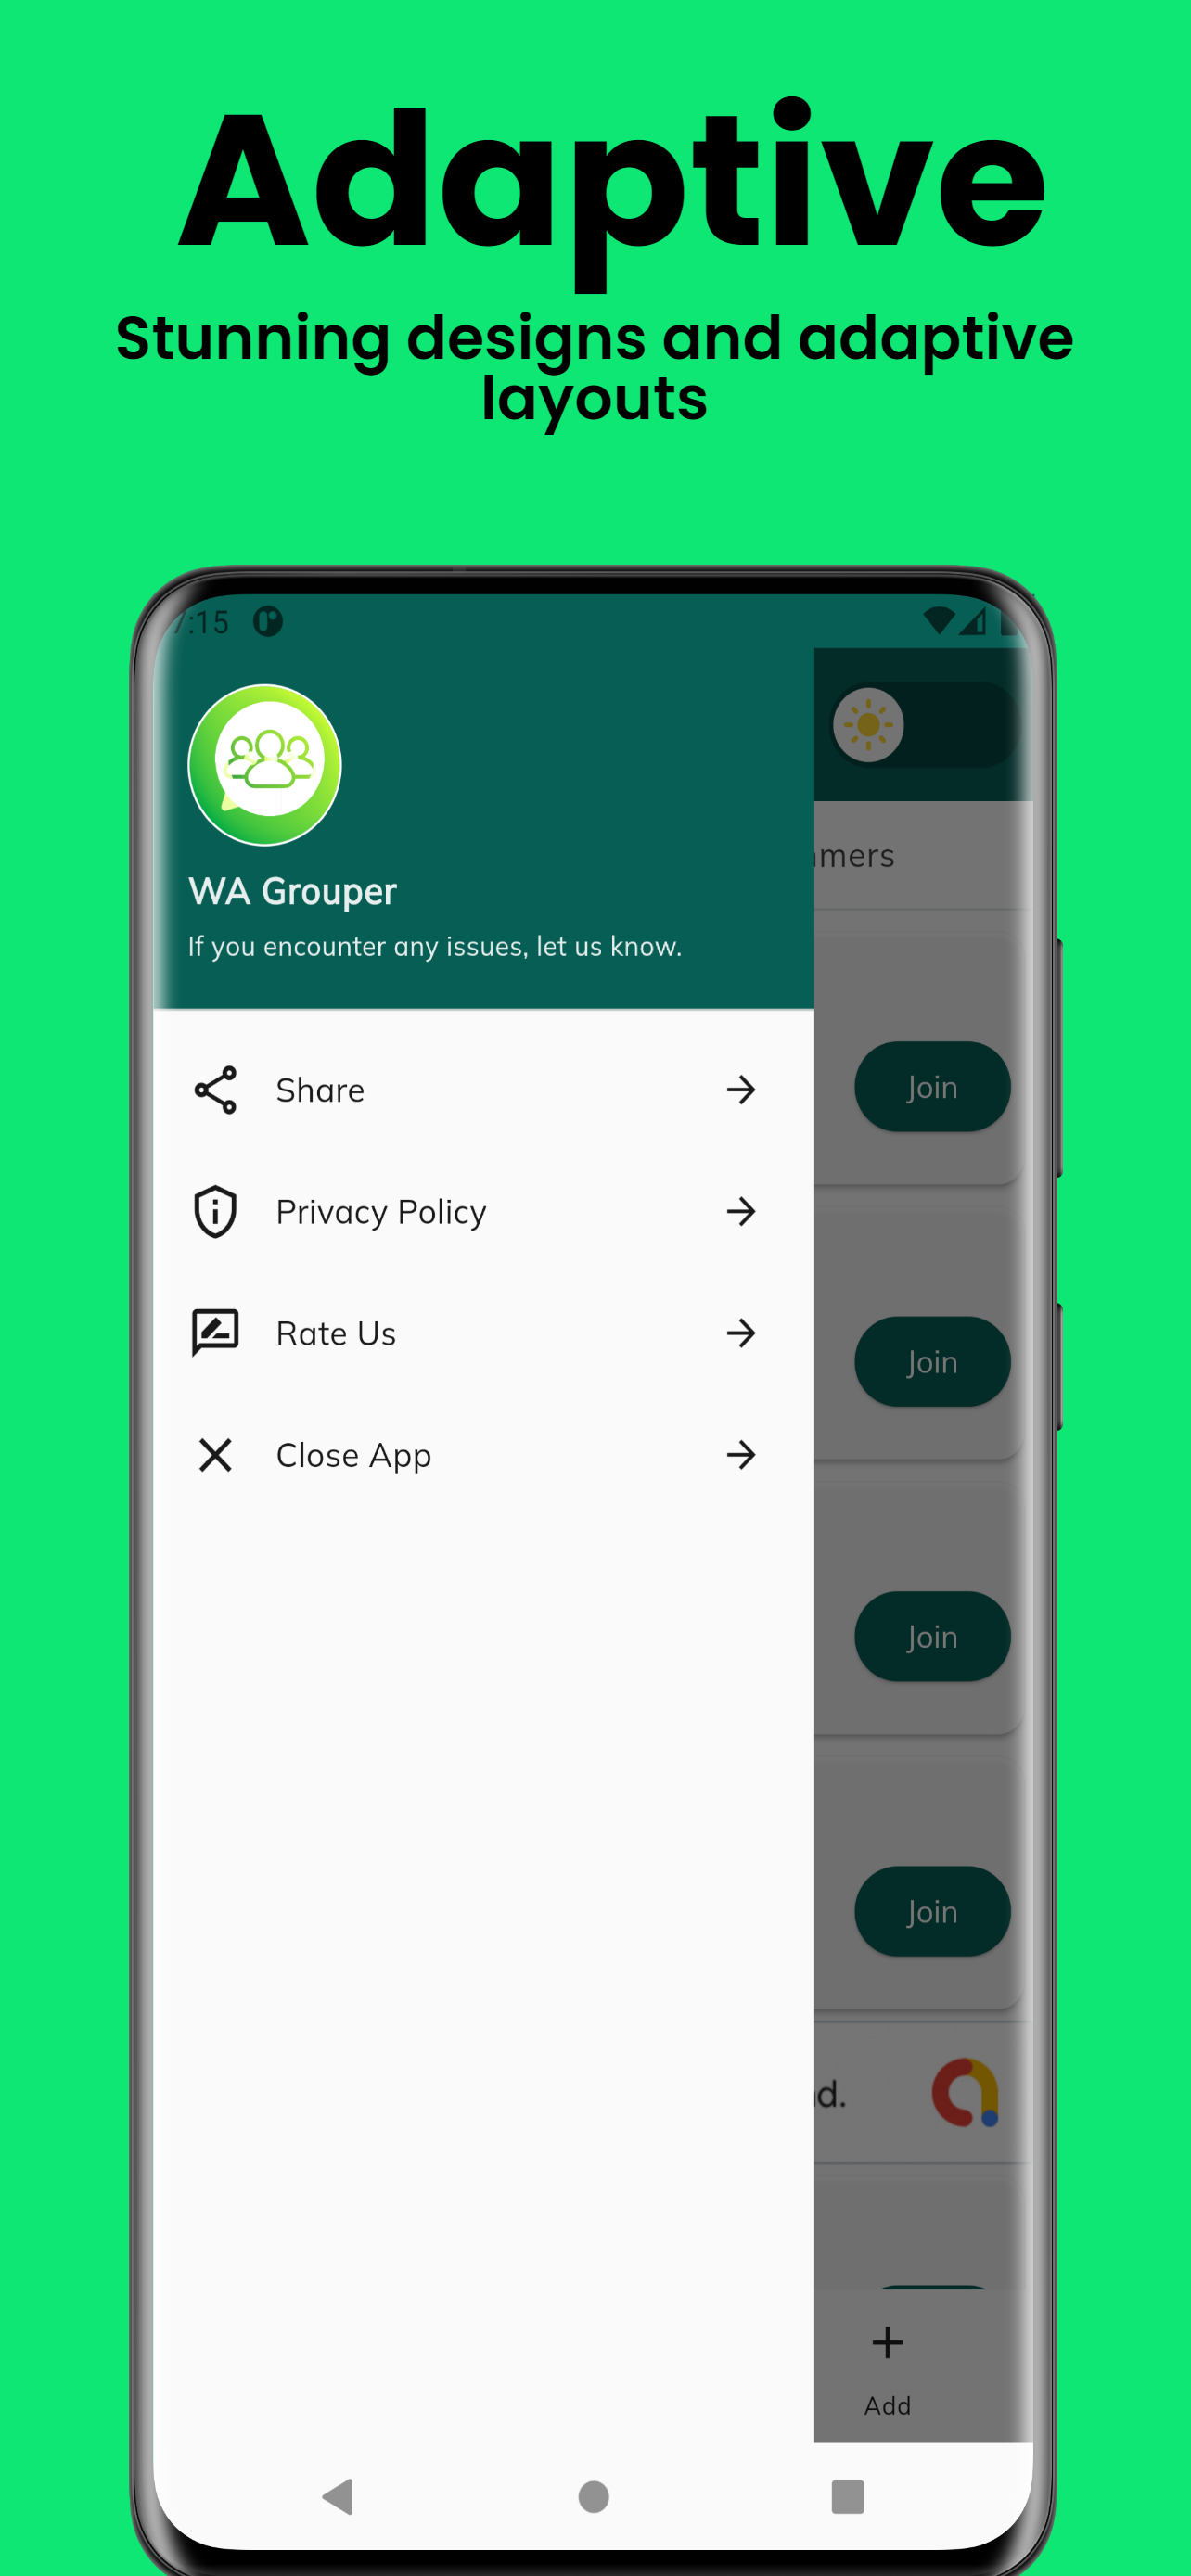 Adaptive
Stunning designs and adaptive
layouts
7:15
WA Grouper
If you encounter any issues, let us know.
Share
Privacy Policy
Rate Us
Close App
mers
Join
Join
Join
Join
d.
Add